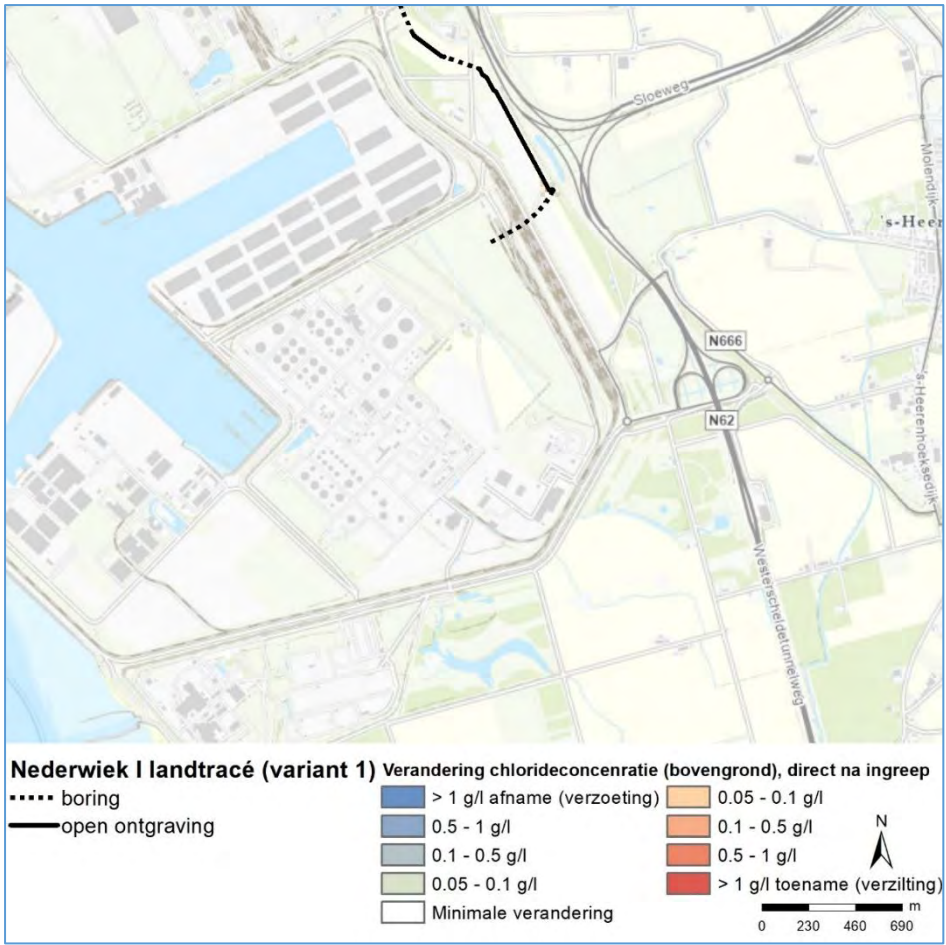 Sloeweg
Molendijk
's-Heer
N666
's-Heerenhoeksedijk
N62
Westerscheldetunnelweg
Nederwiek I landtracé (variant 1)
boring
open ontgraving
Verandering chlorideconcenratie (bovengrond), direct na ingreep
> 1 g/l afname (verzoeting)
0.5 - 1 g/l
0.1 - 0.5 g/l
0.05 - 0.1 g/l
Minimale verandering
0.05 - 0.1 g/l
0.1 - 0.5 g/l
0.5 - 1 g/l
> 1 g/l toename (verzilting)
N
m
0 230 460 690